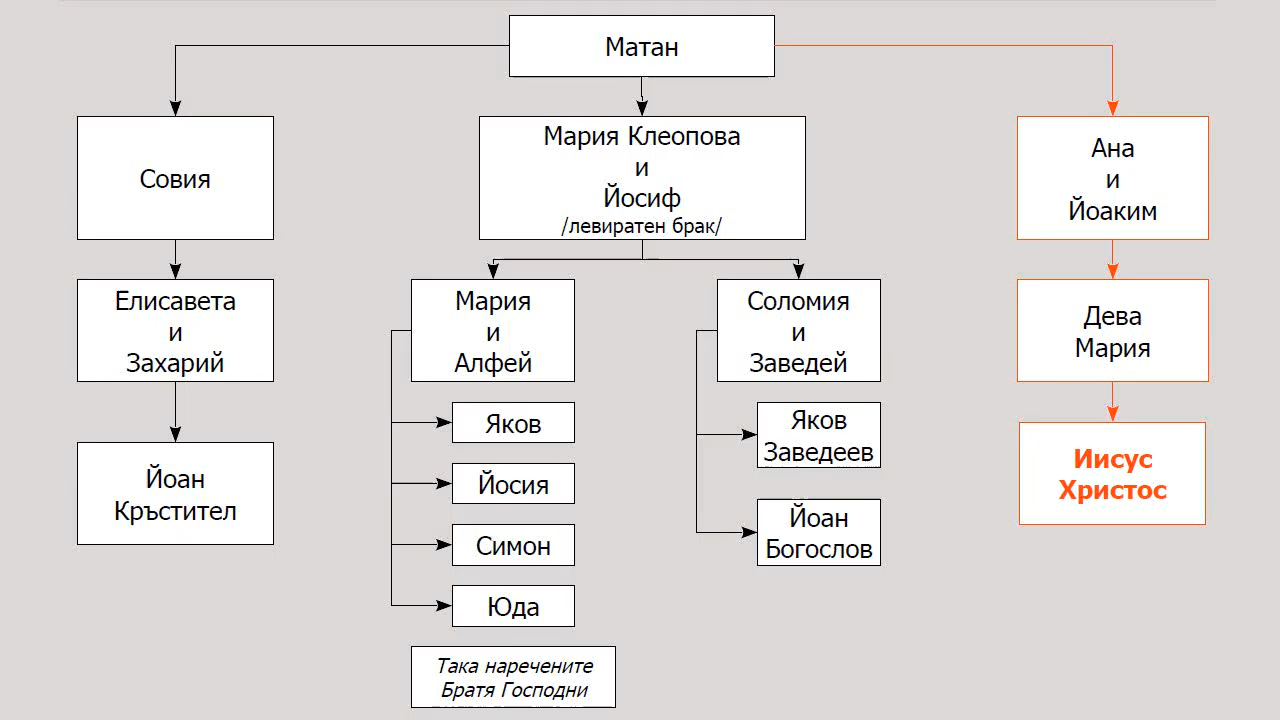 Матан
Совия
Мария Клеопова
и
Йосиф
/левиратен брак/
Ана
и
Йоаким
Елисавета
и
Захарий
Мария
и
Алфей
Соломия
и
Заведей
Дева
Мария
Йоан
Кръстител
Яков
Йосия
Симон
Юда
Яков
Заведеев
Йоан
Богослов
Иисус
Христос
Така наречените
Братя Господни